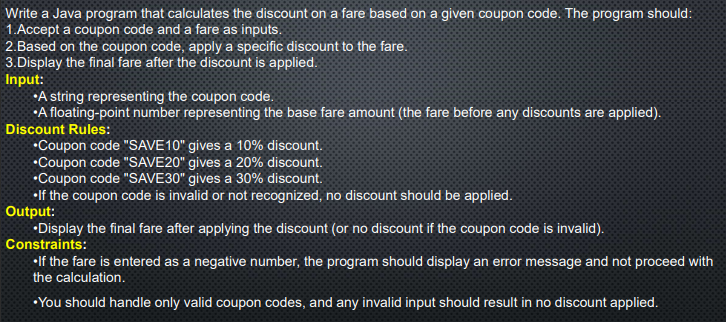 Write a Java program that calculates the discount on a fare based on a given coupon code. The program should:
1.Accept a coupon code and a fare as inputs.
2.Based on the coupon code, apply a specific discount to the fare.
3.Display the final fare after the discount is applied.
Input:
•A string representing the coupon code.
•A floating-point number representing the base fare amount (the fare before any discounts are applied).
Discount Rules:
•Coupon code "SAVE10" gives a 10% discount.
•Coupon code "SAVE20" gives a 20% discount.
•Coupon code "SAVE30" gives a 30% discount.
•If the coupon code is invalid or not recognized, no discount should be applied.
Output:
•Display the final fare after applying the discount (or no discount if the coupon code is invalid).
Constraints:
•If the fare is entered as a negative number, the program should display an error message and not proceed with
the calculation.
•You should handle only valid coupon codes, and any invalid input should result in no discount applied.